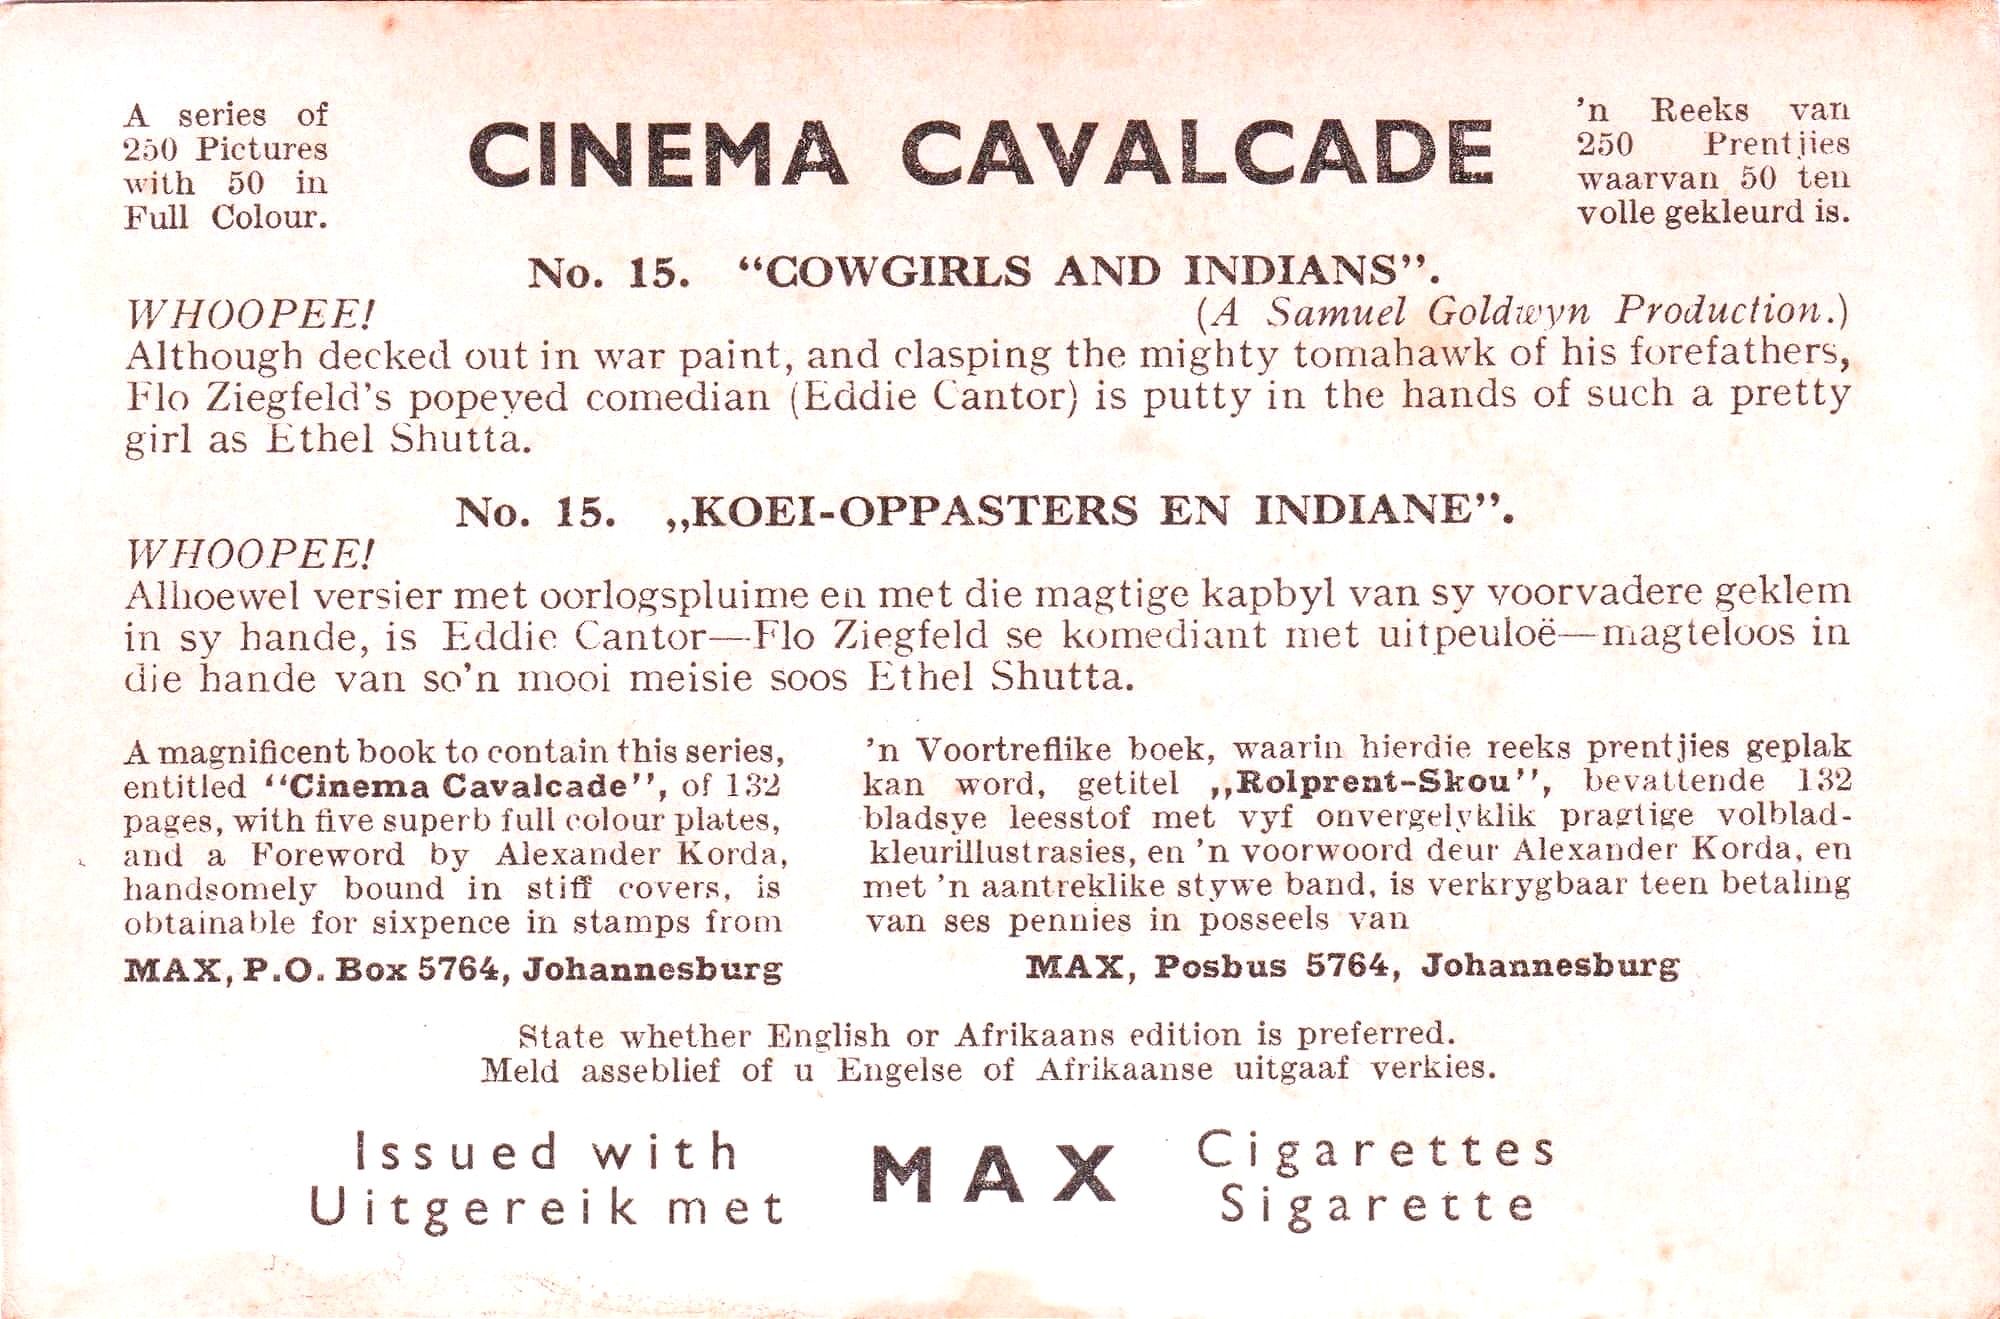 A series of
250 Pictures
with 50 in
Full Colour.
CINEMA CAVALCADE
'n Reeks van
250 Prentjies
waarvan 50 ten
volle gekleurd is.
No. 15. “COWGIRLS AND INDIANS”.
WHOOPEE! (A Samuel Goldwyn Production.)
Although decked out in war paint, and clasping the mighty tomahawk of his forefathers,
Flo Ziegfeld's popeyed comedian (Eddie Cantor) is putty in the hands of such a pretty
girl as Ethel Shutta.
No. 15. „KOEI-OPPASTERS EN INDIANE”.
WHOOPEE!
Alhoewel versier met oorlogspluime en met die magtige kapbyl van sy voorvadere geklem
in sy hande, is Eddie Cantor—Flo Ziegfeld se komediant met uitpeuloë—magteloos in
die hande van so'n mooi meisie soos Ethel Shutta.
A magnificent book to contain this series,
entitled “Cinema Cavalcade”, of 132
pages, with five superb full colour plates,
and a Foreword by Alexander Korda,
handsomely bound in stiff covers, is
obtainable for sixpence in stamps from
MAX, P.O. Box 5764, Johannesburg
'n Voortreflike boek, waarin hierdie reeks prentjies geplak
kan word, getitel „Rolprent-Skou”, bevattende 132
bladsye leesstof met vyf onvergelyklik pragtige volblad-
kleurillustrasies, en 'n voorwoord deur Alexander Korda, en
met 'n aantreklike stywe band, is verkrygbaar teen betaling
van ses pennies in posseels van
MAX, Posbus 5764, Johannesburg
State whether English or Afrikaans edition is preferred.
Meld asseblief of u Engelse of Afrikaanse uitgaaf verkies.
Issued with
Uitgereik met
MAX
Cigarettes
Sigarette